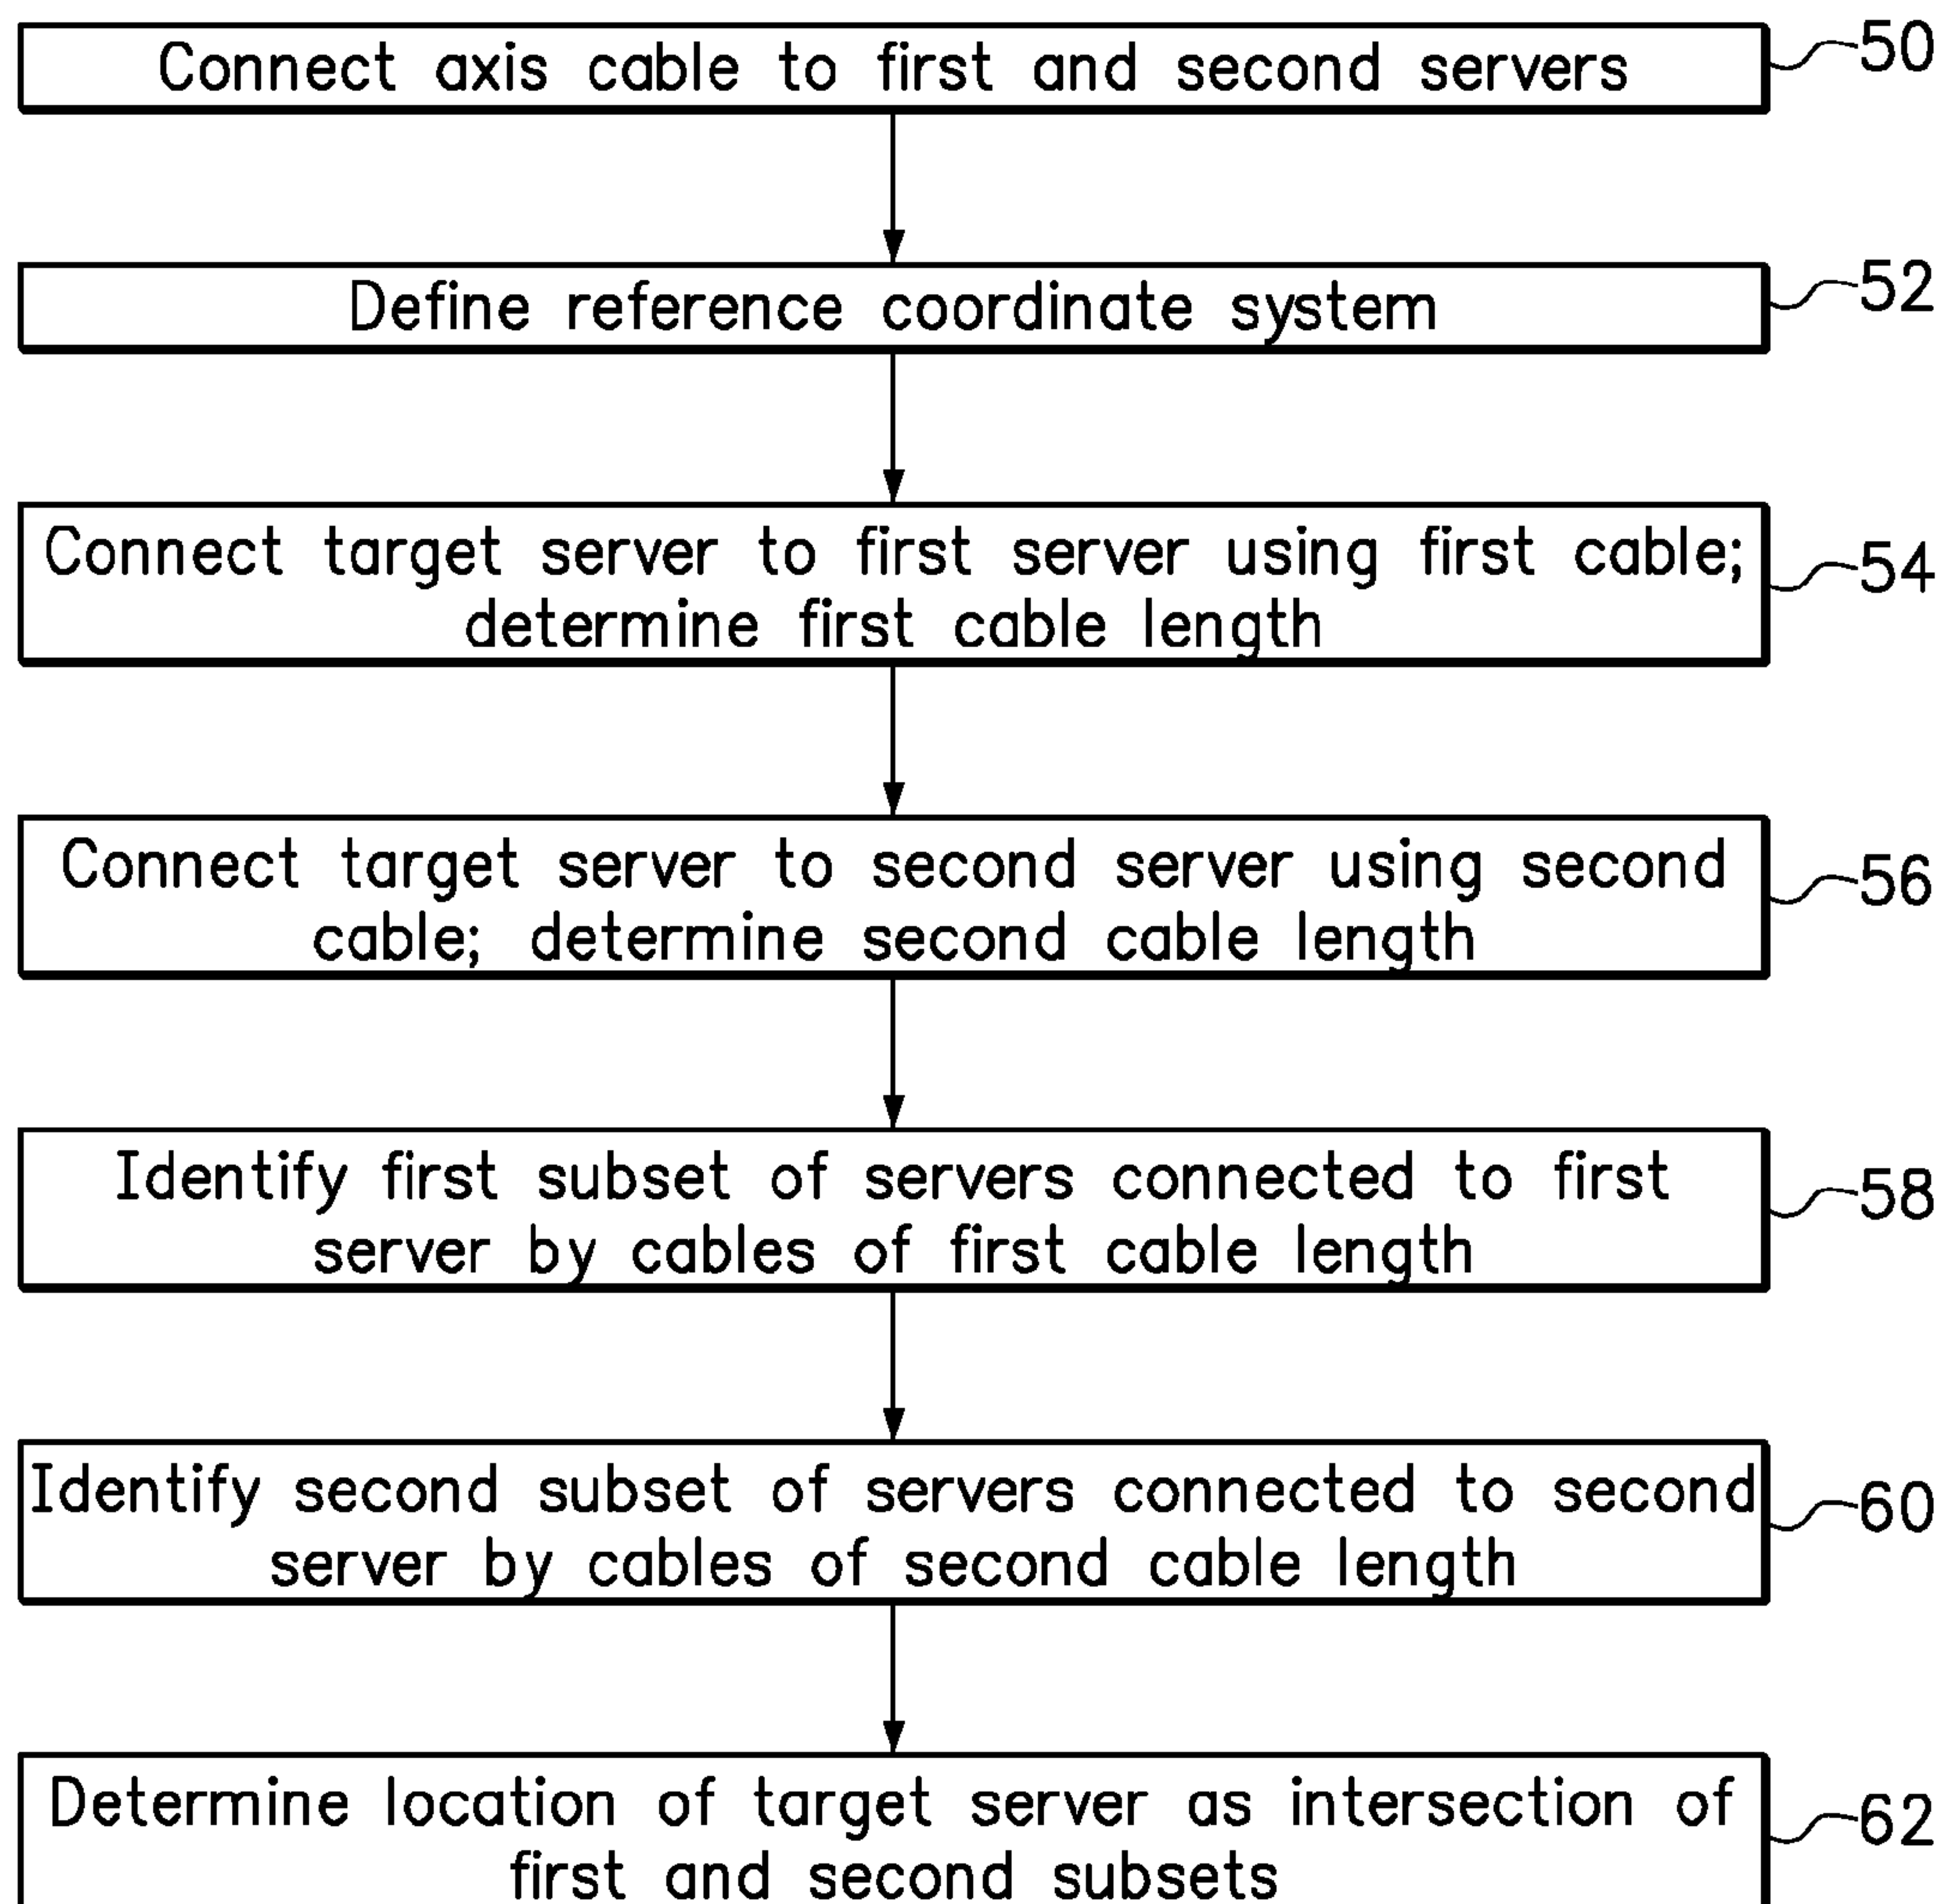 Connect axis cable to first and second servers
50
Define reference coordinate system
52
Connect target server to first server using first cable;
determine first cable length
54
Connect target server to second server using second
cable; determine second cable length
56
Identify first subset of servers connected to first
server by cables of first cable length
58
Identify second subset of servers connected to second
server by cables of second cable length
60
Determine location of target server as intersection of
first and second subsets
62